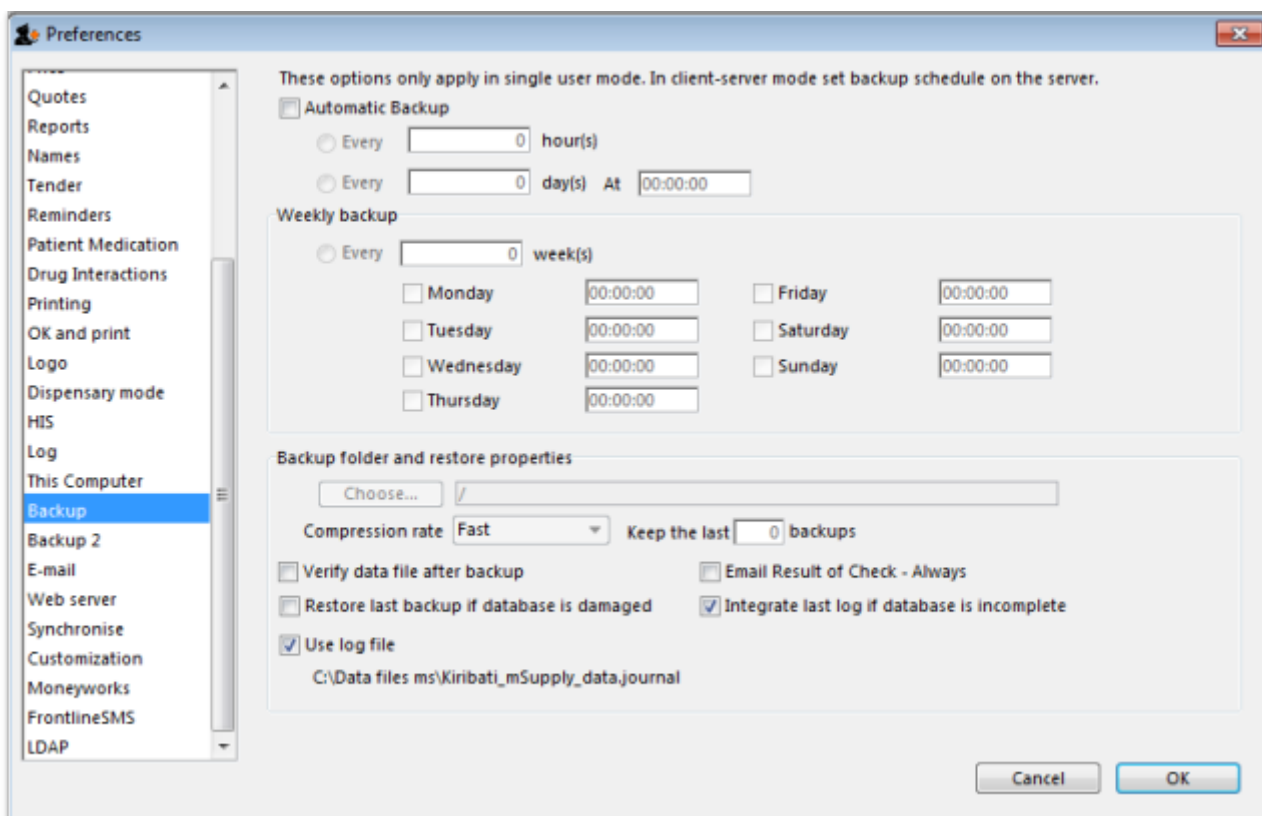 Preferences
Quotes
Reports
Names
Tender
Reminders
Patient Medication
Drug Interactions
Printing
OK and print
Logo
Dispensary mode
HIS
Log
This Computer
Backup
Backup 2
E-mail
Web server
Synchronise
Customization
Moneyworks
FrontlineSMS
LDAP
These options only apply in single user mode. In client-server mode set backup schedule on the server.
Automatic Backup
Every 0 hour(s)
Every 0 day(s) At 00:00:00
Weekly backup
Every 0 week(s)
Monday 00:00:00 Friday 00:00:00
Tuesday 00:00:00 Saturday 00:00:00
Wednesday 00:00:00 Sunday 00:00:00
Thursday 00:00:00
Backup folder and restore properties
Choose... /
Compression rate Fast Keep the last 0 backups
Verify data file after backup Email Result of Check - Always
Restore last backup if database is damaged Integrate last log if database is incomplete
Use log file
C:\Data files ms\Kiribati_mSupply_data.journal
Cancel OK